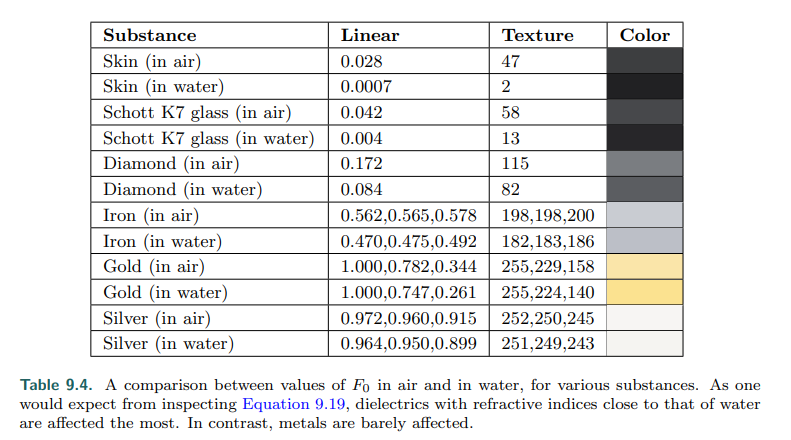 Substance Linear Texture Color
Skin (in air) 0.028 47
Skin (in water) 0.0007 2
Schott K7 glass (in air) 0.042 58
Schott K7 glass (in water) 0.004 13
Diamond (in air) 0.172 115
Diamond (in water) 0.084 82
Iron (in air) 0.562,0.565,0.578 198,198,200
Iron (in water) 0.470,0.475,0.492 182,183,186
Gold (in air) 1.000,0.782,0.344 255,229,158
Gold (in water) 1.000,0.747,0.261 255,224,140
Silver (in air) 0.972,0.960,0.915 252,250,245
Silver (in water) 0.964,0.950,0.899 251,249,243
Table 9.4. A comparison between values of F₀ in air and in water, for various substances. As one
would expect from inspecting Equation 9.19, dielectrics with refractive indices close to that of water
are affected the most. In contrast, metals are barely affected.